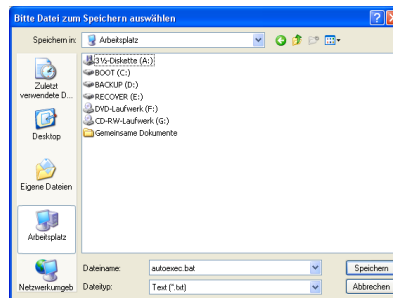 Bitte Datei zum Speichern auswählen
Speichern in:
Arbeitsplatz
Zuletzt
verwendete D...
Desktop
Eigene Dateien
Arbeitsplatz
Netzwerkumgeb
3½-Diskette (A:)
BOOT (C:)
BACKUP (D:)
RECOVER (E:)
DVD-Laufwerk (F:)
CD-RW-Laufwerk (G:)
Gemeinsame Dokumente
Dateiname:
autoexec.bat
Speichern
Dateityp:
Text (*.txt)
Abbrechen